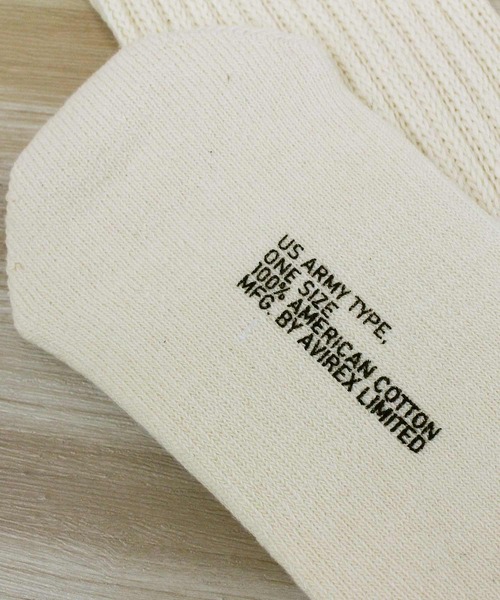 US ARMY TYPE,
ONE SIZE
100% AMERICAN COTTON
MFG. BY AVIREX LIMITED